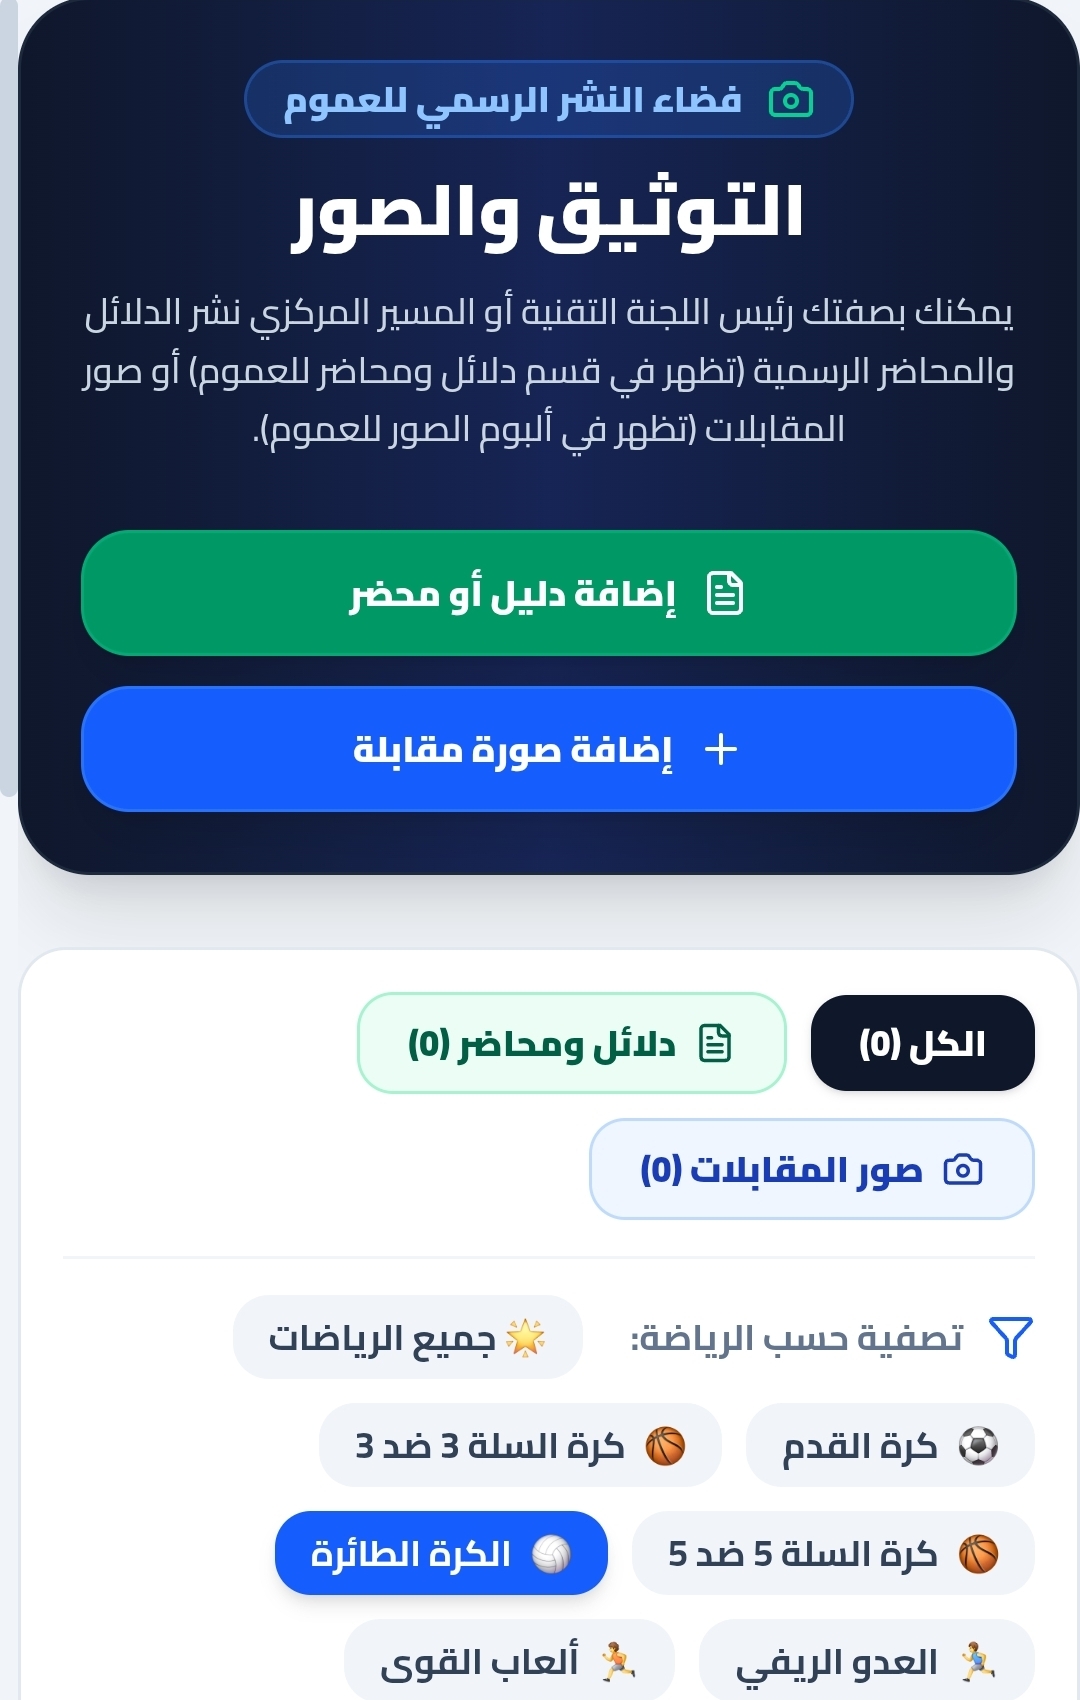 فضاء النشر الرسمي للعموم
التوثيق والصور
يمكنك بصفتك رئيس اللجنة التقنية أو المسير المركزي نشر الدلائل
والمحاضر الرسمية (تظهر في قسم دلائل ومحاضر للعموم) أو صور
المقابلات (تظهر في ألبوم الصور للعموم).
إضافة دليل أو محضر
إضافة صورة مقابلة
الكل (0)
دلائل ومحاضر (0)
صور المقابلات (0)
تصفية حسب الرياضة:
🌟 جميع الرياضات
⚽ كرة القدم
🏀 كرة السلة 3 ضد 3
🏀 كرة السلة 5 ضد 5
🏐 الكرة الطائرة
🏃 العدو الريفي
🏃 ألعاب القوى